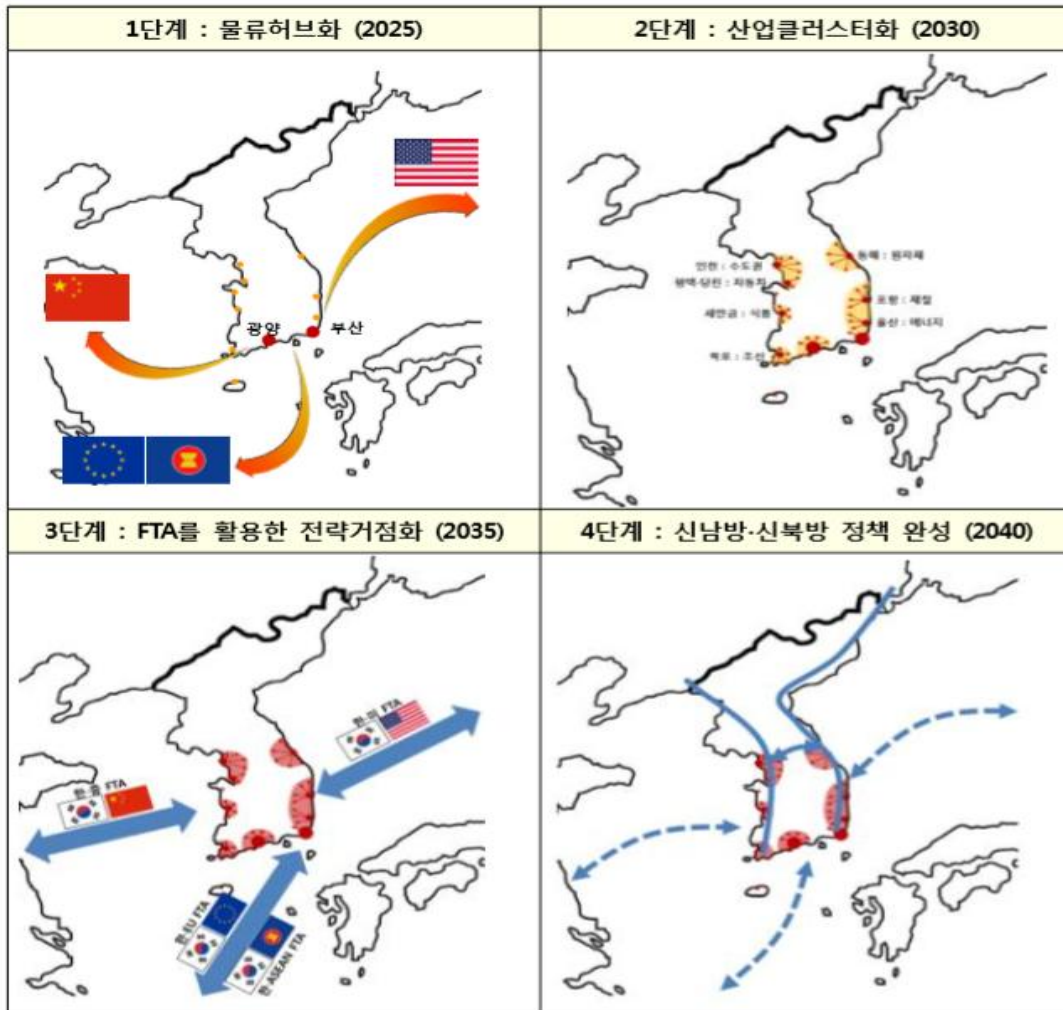 1단계 : 물류허브화 (2025)
2단계 : 산업클러스터화 (2030)
광양
부산
인천 : 수도권
평택·당진 : 자동차
새만금 : 식품
목포 : 조선
동해 : 원자재
포항 : 제철
울산 : 에너지
3단계 : FTA를 활용한 전략거점화 (2035)
4단계 : 신남방·신북방 정책 완성 (2040)
한·미 FTA
한·중 FTA
한·EU FTA
한·ASEAN FTA